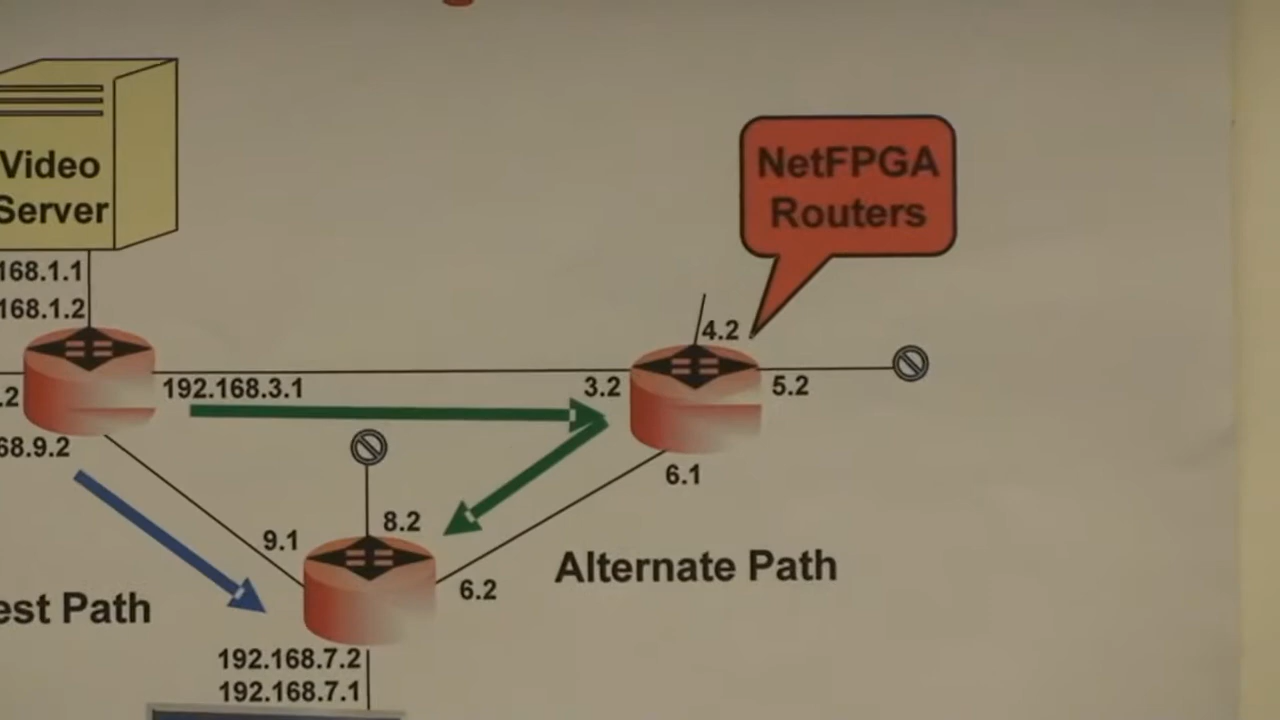 Video
Server
NetFPGA
Routers
168.1.1
168.1.2
4.2
192.168.3.1
3.2
5.2
.2
68.9.2
6.1
8.2
9.1
6.2
Alternate Path
est Path
192.168.7.2
192.168.7.1